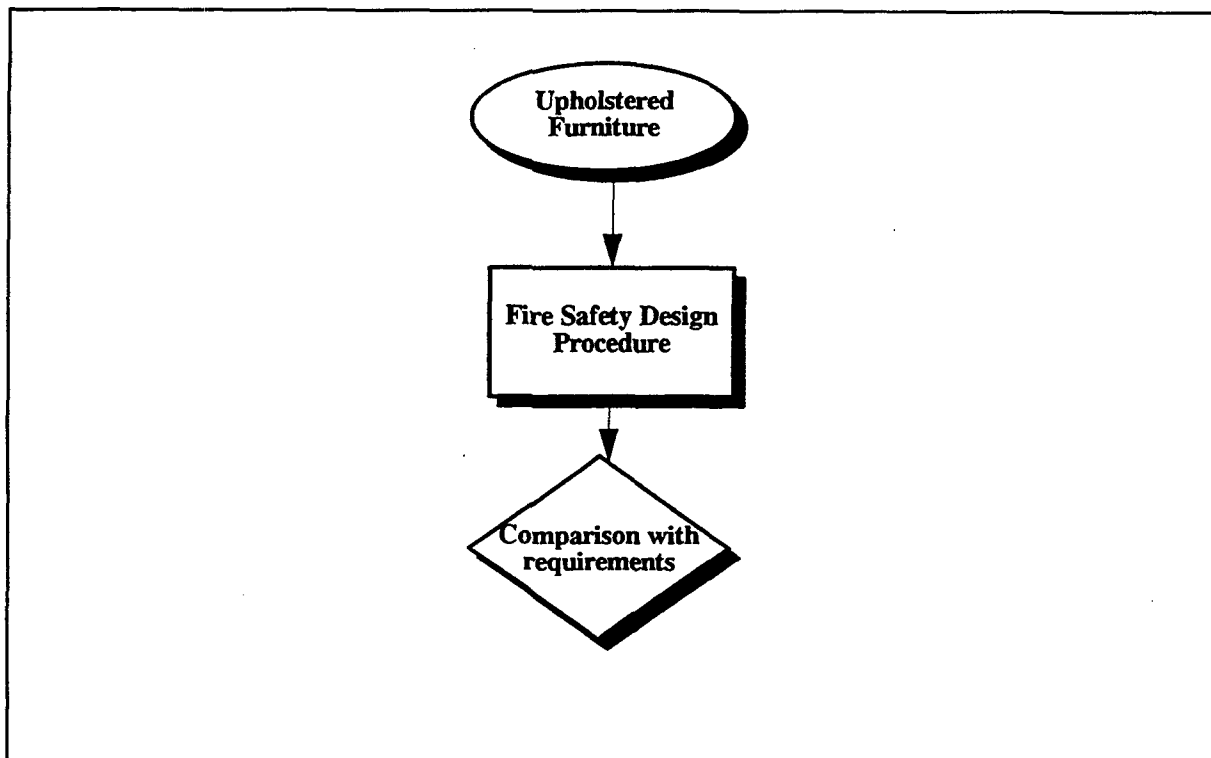 Upholstered
Furniture
Fire Safety Design
Procedure
Comparison with
requirements